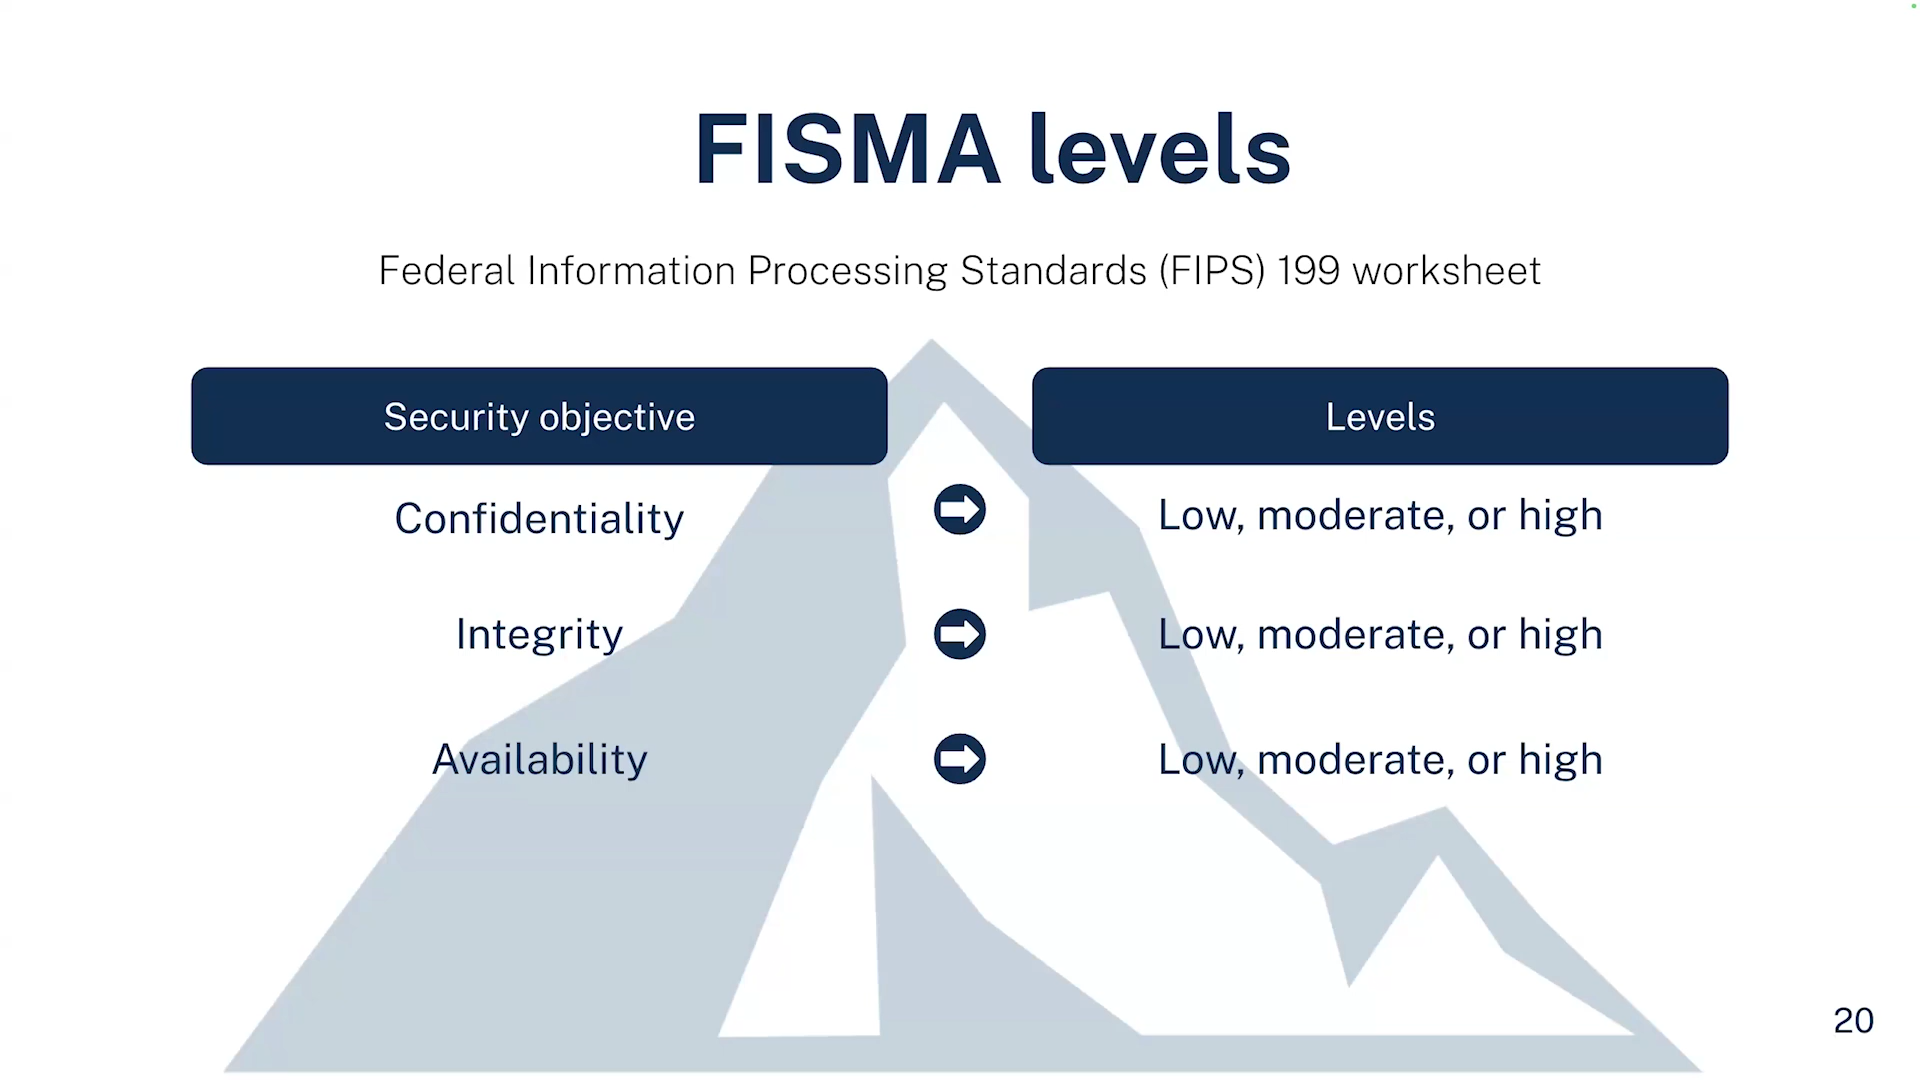 FISMA levels
Federal Information Processing Standards (FIPS) 199 worksheet
Security objective
Levels
Confidentiality
Low, moderate, or high
Integrity
Low, moderate, or high
Availability
Low, moderate, or high
20